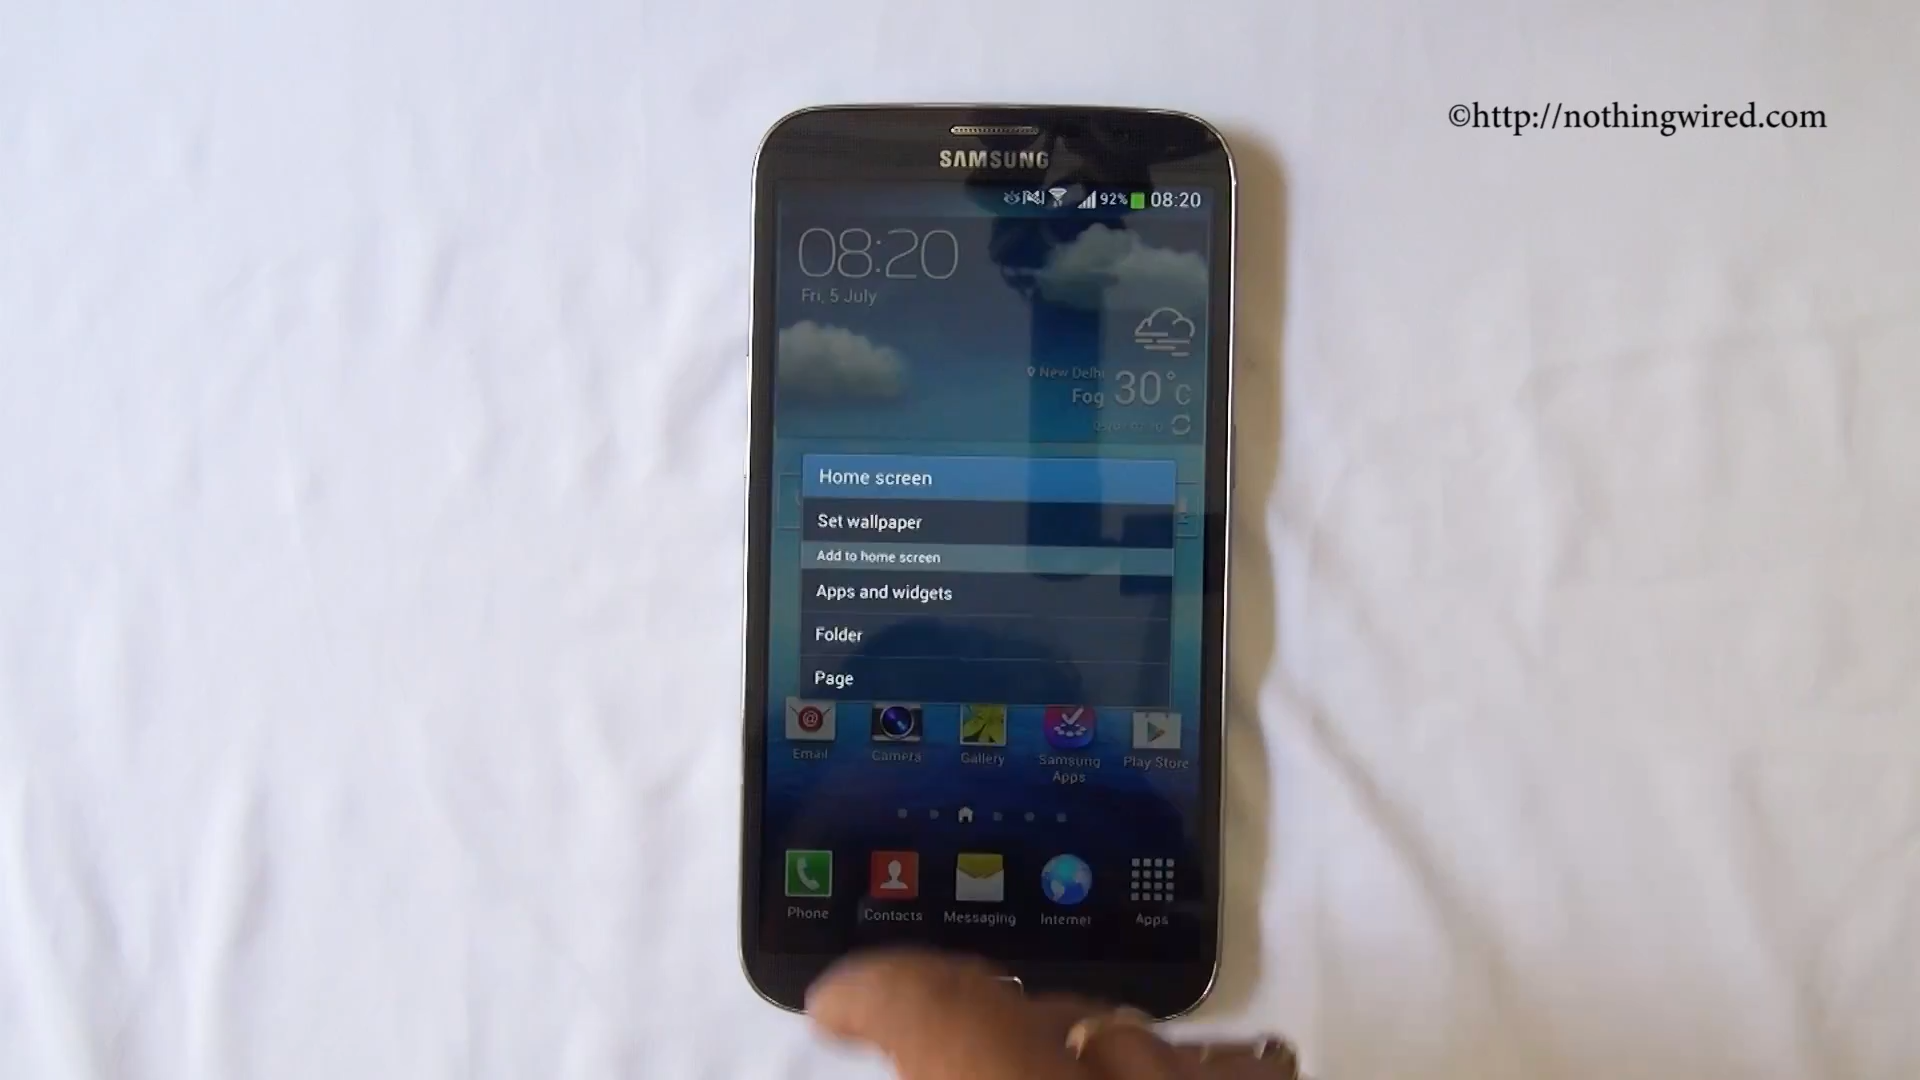 ©http://nothingwired.com
SAMSUNG
92% 08:20
08:20
Fri, 5 July
New Delhi
Fog 30°C
Home screen
Set wallpaper
Add to home screen
Apps and widgets
Folder
Page
Email Camera Gallery Samsung Apps Play Store
Phone Contacts Messaging Internet Apps